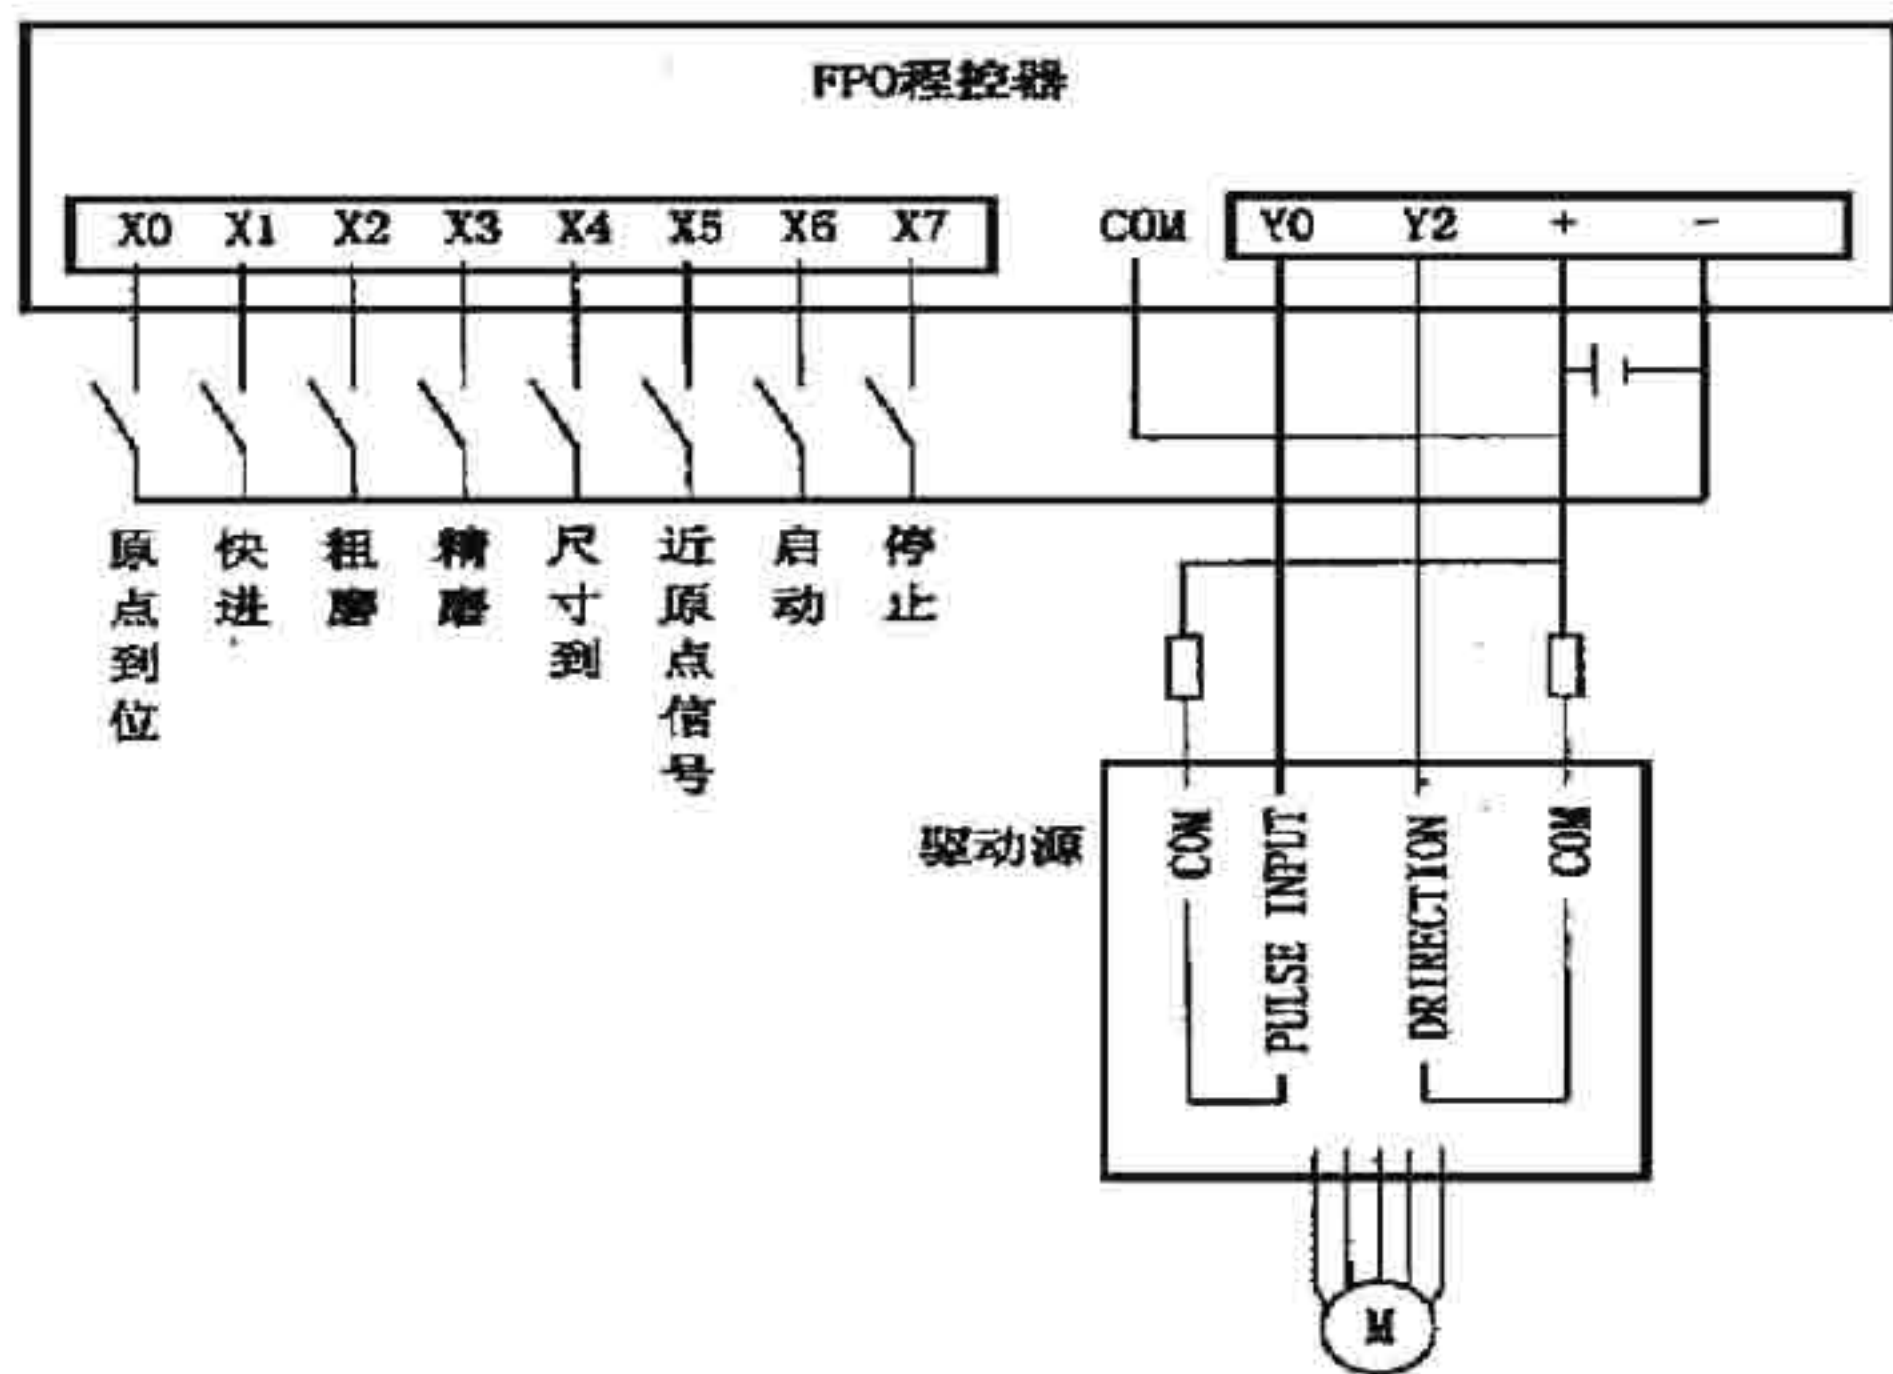 FP0程控器
X0 X1 X2 X3 X4 X5 X6 X7 COM Y0 Y2 + -
原点到位
快进
粗磨
精磨
尺寸到
近原点信号
启动
停止
驱动源
COM
PULSE INPUT
DRIRECTION
COM
M